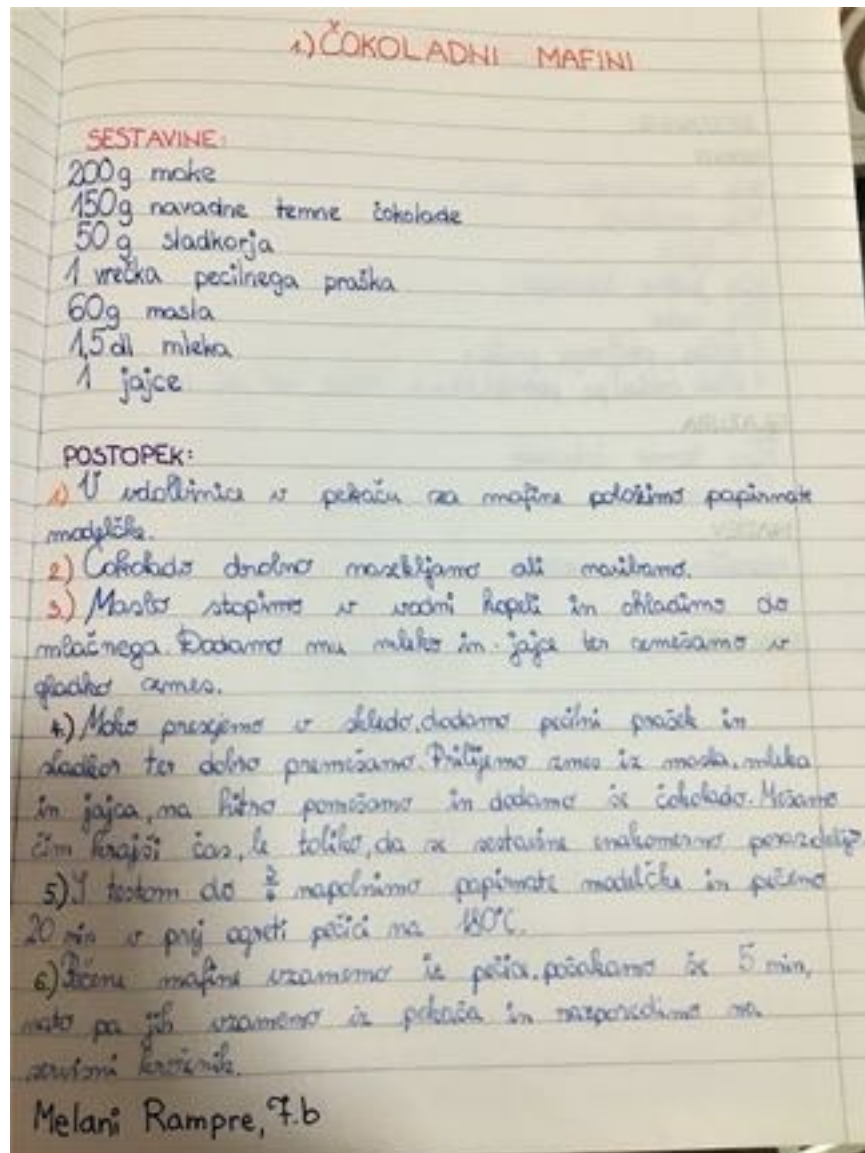 1.) ČOKOLADNI MAFINI
SESTAVINE:
200g moke
150g navadne temne čokolade
50 g sladkorja
1 vrečka pecilnega praška
60g masla
1,5 dl mleka
1 jajce
POSTOPEK:
1) V vdolbinice v pekaču za mafine položimo papirnate
modelčke.
2.) Čokolado drobno nasekljamo ali naribamo.
3.) Maslo stopimo v vodni kopeli in ohladimo do
mlačnega. Dodamo mu mleko in jajce ter zmešamo v
gladko zmes.
4.) Moko presejemo v skledo, dodamo pecilni prašek in
sladkor ter dobro premešamo. Prilijemo zmes iz masla, mleka
in jajca, na hitro pomešamo in dodamo še čokolado. Mešamo
čim krajši čas, le toliko, da se sestavine enakomerno porazdelijo.
5.) S testom do napolnimo papirnate modelčke in pečemo
20 min v prej ogreti pečici na 180°C.
6.) Pečene mafine vzamemo iz pečice, počakamo še 5 min,
nato pa jih vzamemo iz pekača in razporedimo na
servirni krožnik.
Melani Rampre, 7.b